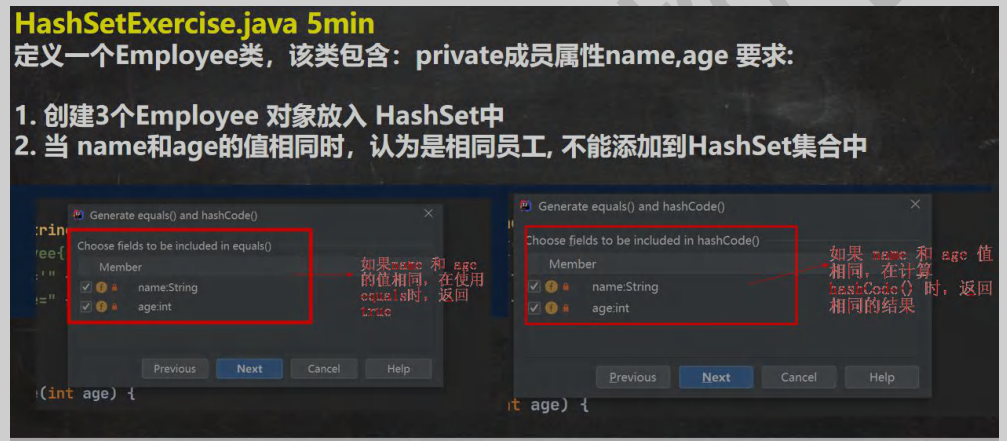 HashSetExercise.java 5min
定义一个Employee类，该类包含：private成员属性name,age 要求:
1. 创建3个Employee 对象放入 HashSet中
2. 当 name和age的值相同时，认为是相同员工, 不能添加到HashSet集合中
Generate equals() and hashCode()
Choose fields to be included in equals()
Member
name:String
age:int
Previous
Next
Cancel
Help
(int age) {
如果name 和 age
的值相同，在使用
equals时，返回
true
Generate equals() and hashCode()
Choose fields to be included in hashCode()
Member
name:String
age:int
Previous
Next
Cancel
Help
t age) {
如果 name 和 age 值
相同，在计算
hashCode() 时，返回
相同的结果